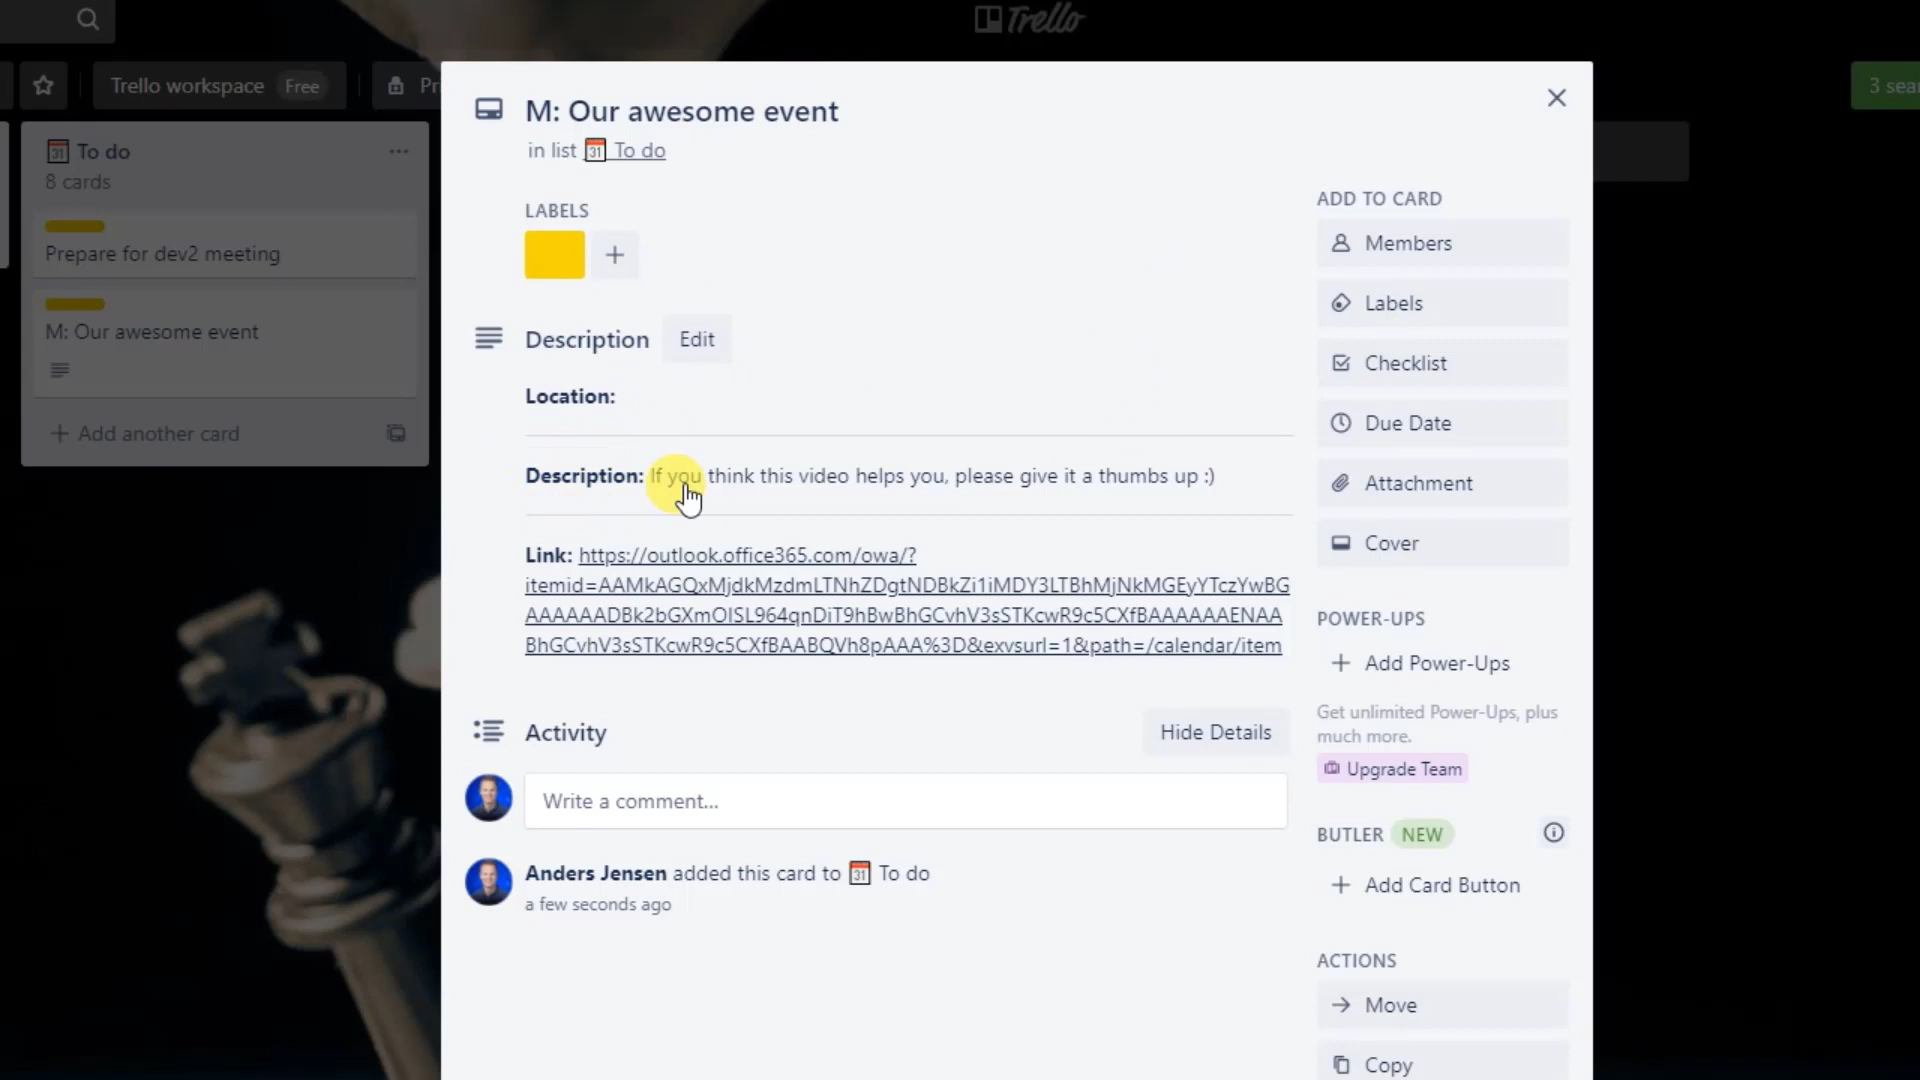 Trello
Trello workspace Free
3 sea
To do
8 cards
Prepare for dev2 meeting
M: Our awesome event
Add another card
M: Our awesome event
in list 31 To do
LABELS
Description Edit
Location:
Description: If you think this video helps you, please give it a thumbs up :)
Link: https://outlook.office365.com/owa/?
itemid=AAMkAGQxMjdkMzdmLTNhZDgtNDBkZi1iMDY3LTBhMjNkMGEyYTczYwBG
AAAAAADBk2bGXmOISL964qnDiT9hBwBhGCvhV3sSTKcwR9c5CXfBAAAAAAENAA
BhGCvhV3sSTKcwR9c5CXfBAABQVh8pAAA%3D&exvsurl=1&path=/calendar/item
Activity Hide Details
Write a comment...
Anders Jensen added this card to 31 To do
a few seconds ago
ADD TO CARD
Members
Labels
Checklist
Due Date
Attachment
Cover
POWER-UPS
Add Power-Ups
Get unlimited Power-Ups, plus
much more.
Upgrade Team
BUTLER NEW
Add Card Button
ACTIONS
Move
Copy